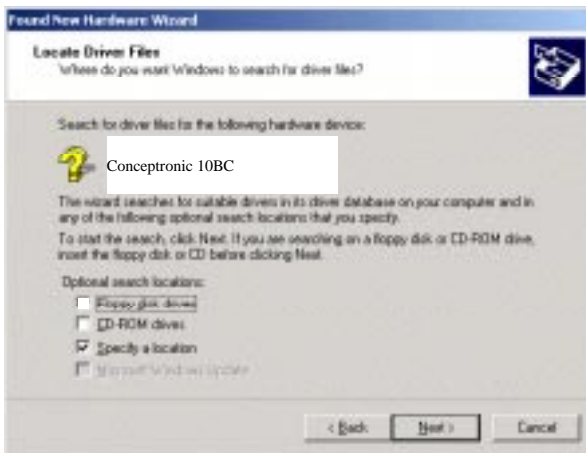 Found New Hardware Wizard
Locate Driver Files
Where do you want Windows to search for driver files?
Search for driver files for the following hardware device:
Conceptronic 10BC
The wizard searches for suitable drivers in its driver database on your computer and in
any of the following optional search locations that you specify.
To start the search, click Next. If you are searching on a floppy disk or CD-ROM drive,
insert the floppy disk or CD before clicking Next.
Optional search locations:
Floppy disk drives
CD-ROM drives
Specify a location
Microsoft Windows Update
< Back
Next >
Cancel